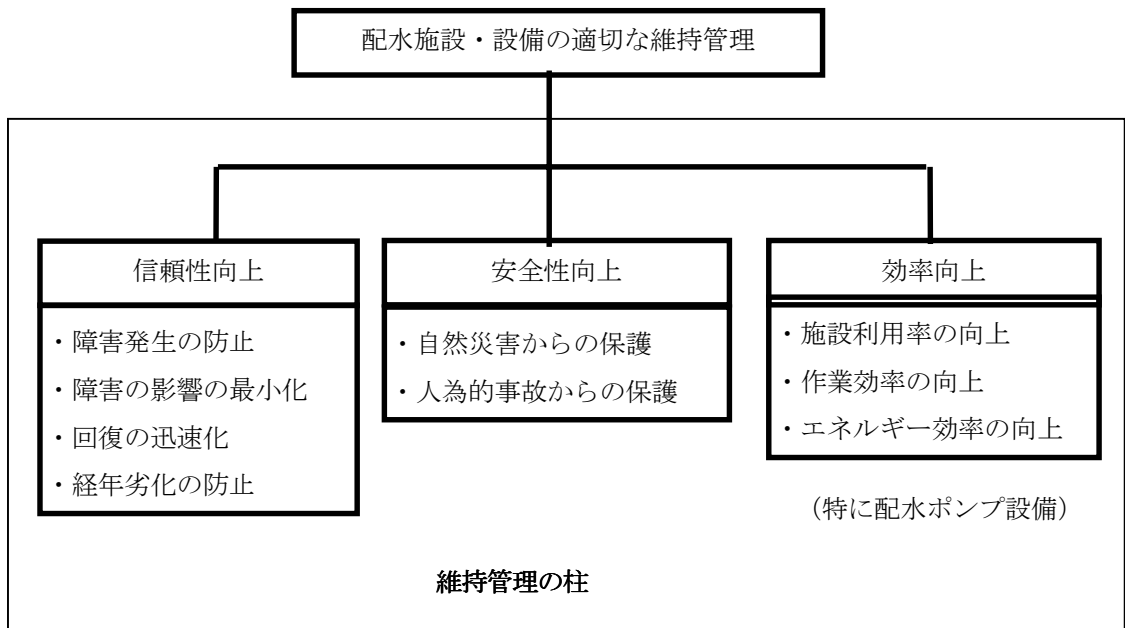 配水施設・設備の適切な維持管理
信頼性向上
・障害発生の防止
・障害の影響の最小化
・回復の迅速化
・経年劣化の防止
安全性向上
・自然災害からの保護
・人為的事故からの保護
効率向上
・施設利用率の向上
・作業効率の向上
・エネルギー効率の向上
（特に配水ポンプ設備）
維持管理の柱